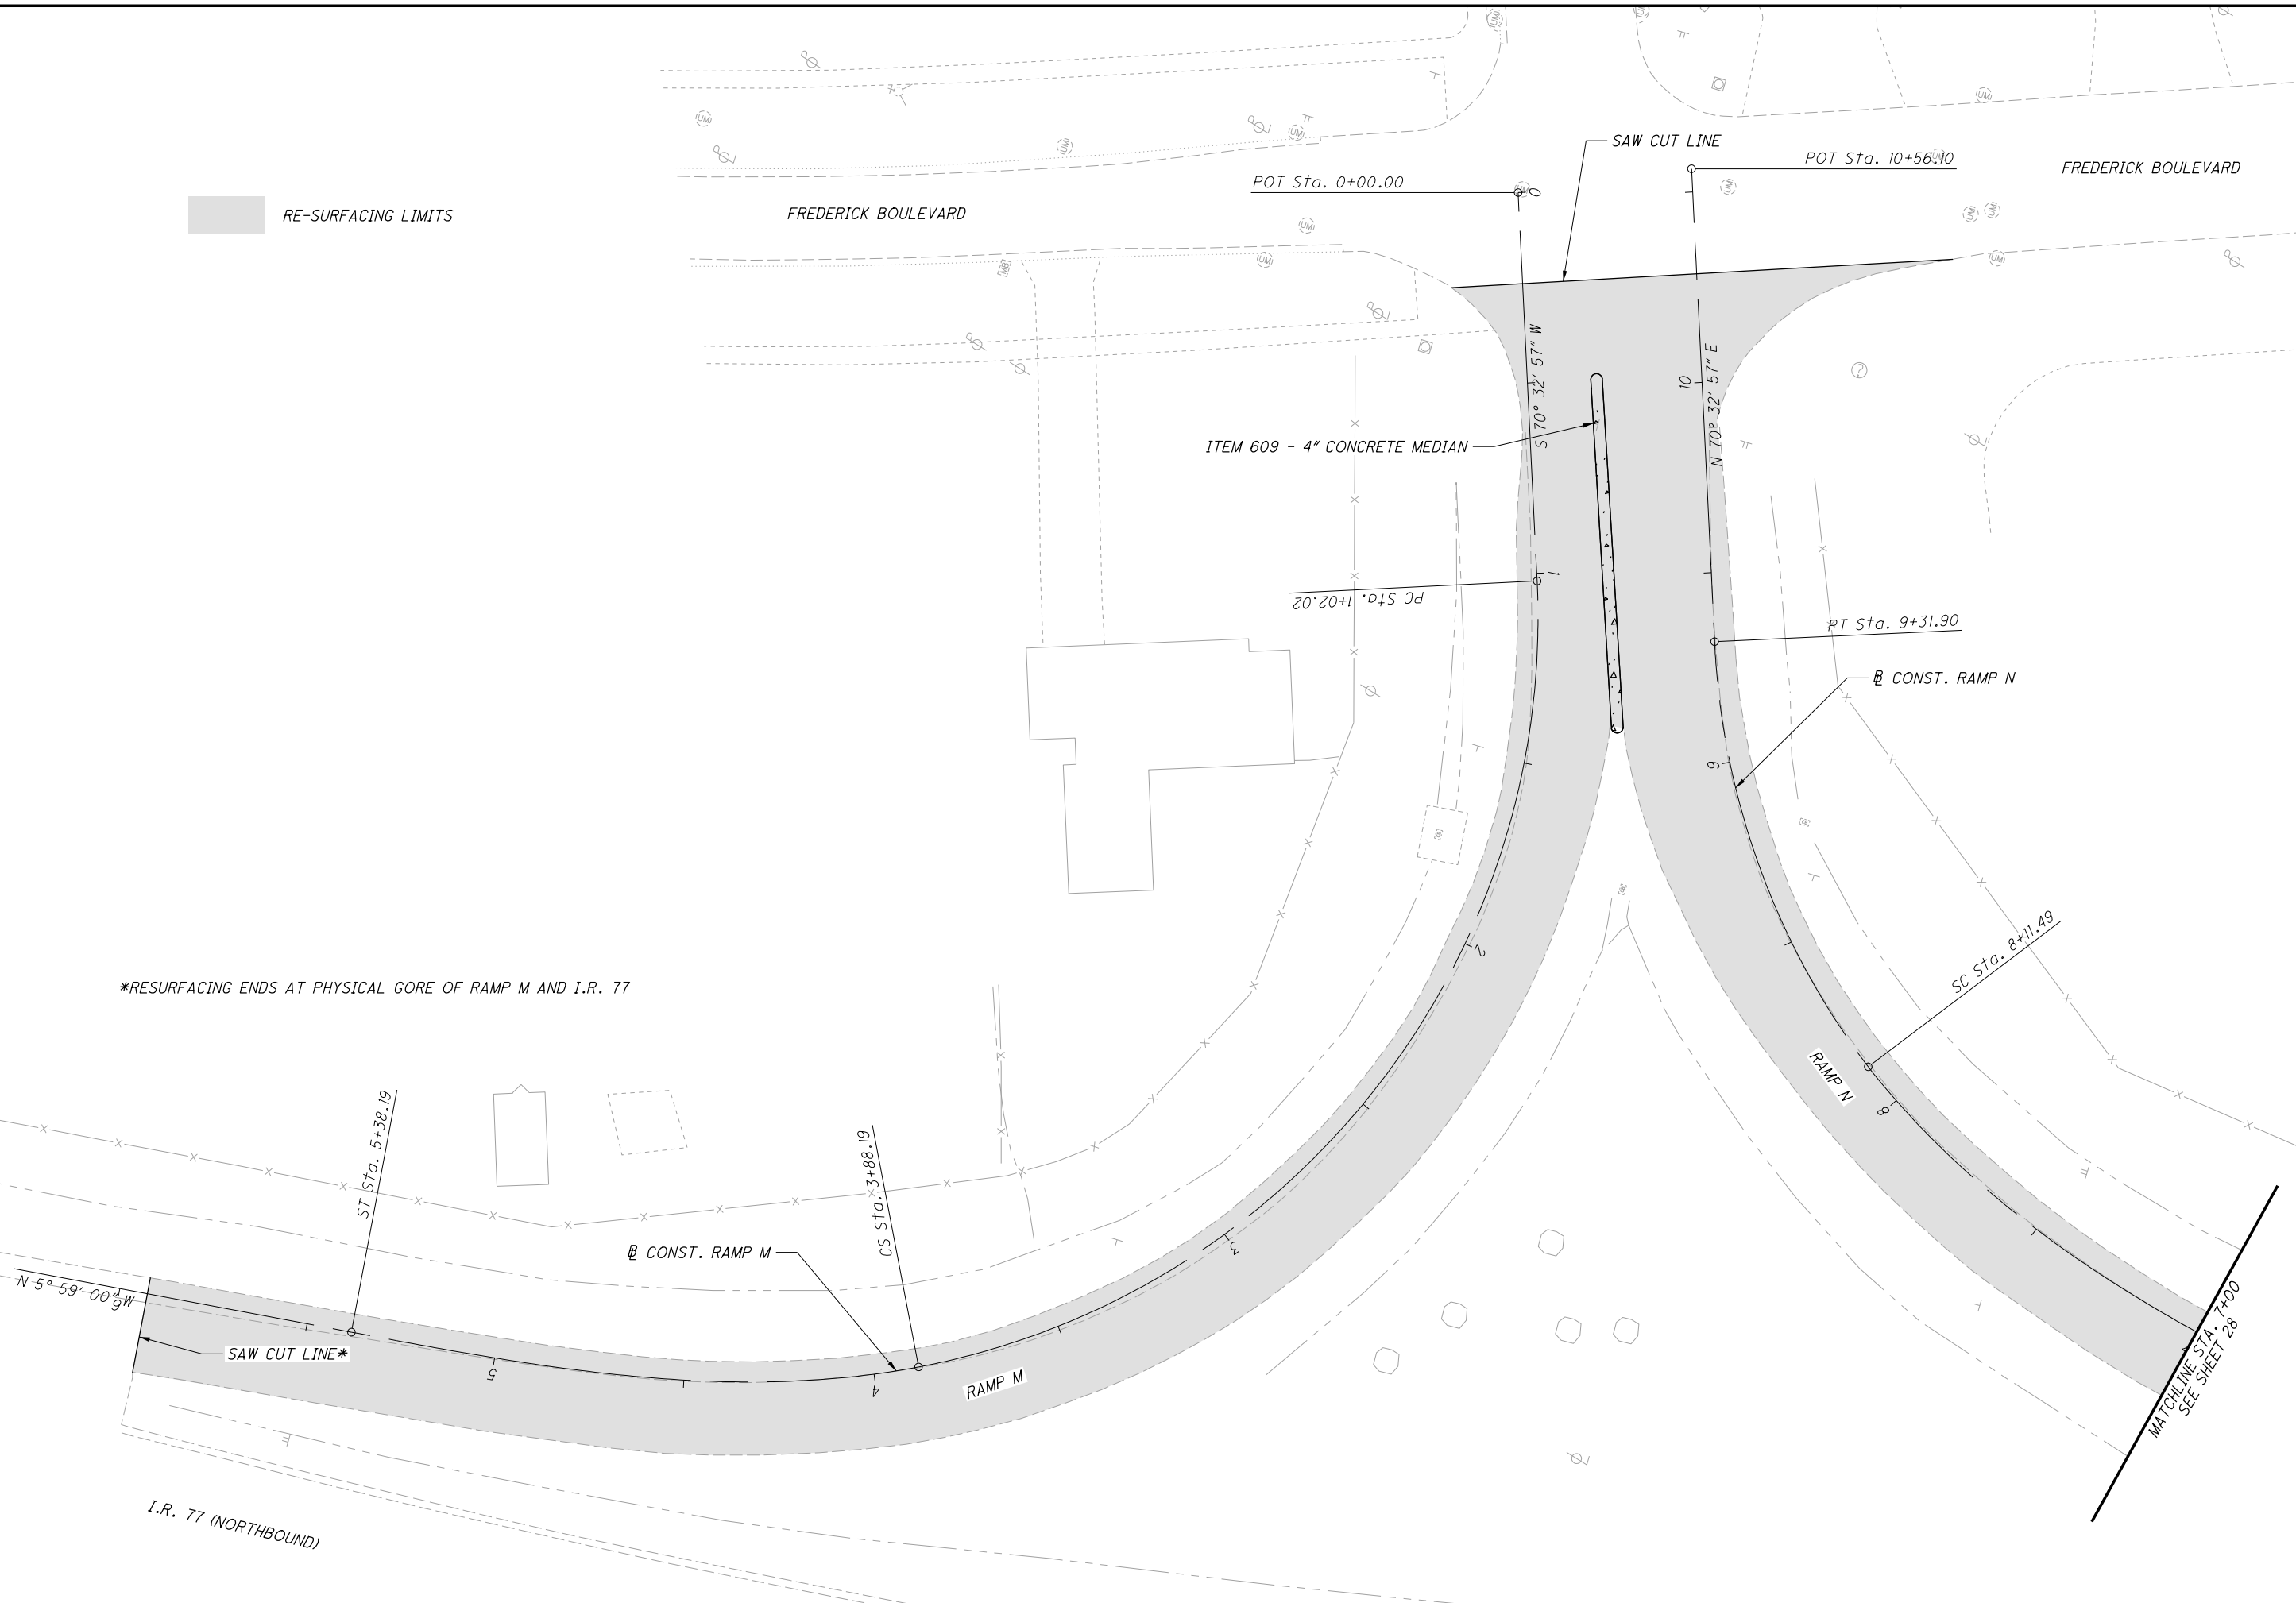 SAW CUT LINE
POT Sta. 10+56.10
FREDERICK BOULEVARD
POT Sta. 0+00.00
0
RE-SURFACING LIMITS
FREDERICK BOULEVARD
S 70° 32' 57" W
N 70° 32' 57" E
10
ITEM 609 - 4" CONCRETE MEDIAN
1
PC Sta. 1+02.02
PT Sta. 9+31.90
B CONST. RAMP N
9
2
SC Sta. 8+11.49
*RESURFACING ENDS AT PHYSICAL GORE OF RAMP M AND I.R. 77
RAMP N
8
ST Sta. 5+38.19
CS Sta. 3+88.19
B CONST. RAMP M
3
N 5° 59' 00" W
6
SAW CUT LINE*
5
4
RAMP M
MATCHLINE STA. 7+00
SEE SHEET 28
I.R. 77 (NORTHBOUND)